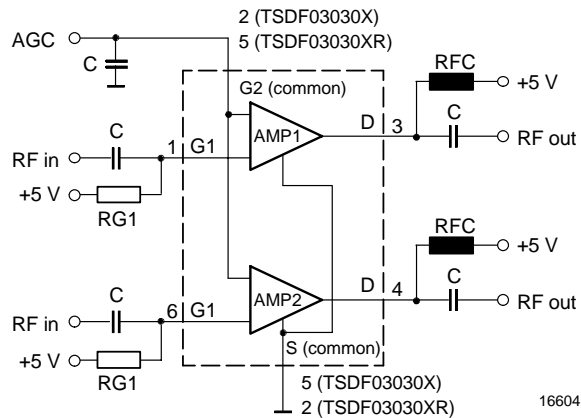 2 (TSDF03030X)
AGC
5 (TSDF03030XR)
RFC
C
+5 V
G2 (common)
C
C
D 3
AMP1
RF in
1 G1
RF out
+5 V
RG1
RFC
+5 V
C
D 4
C
AMP2
RF in
6 G1
RF out
S (common)
+5 V
RG1
5 (TSDF03030X)
2 (TSDF03030XR)
16604